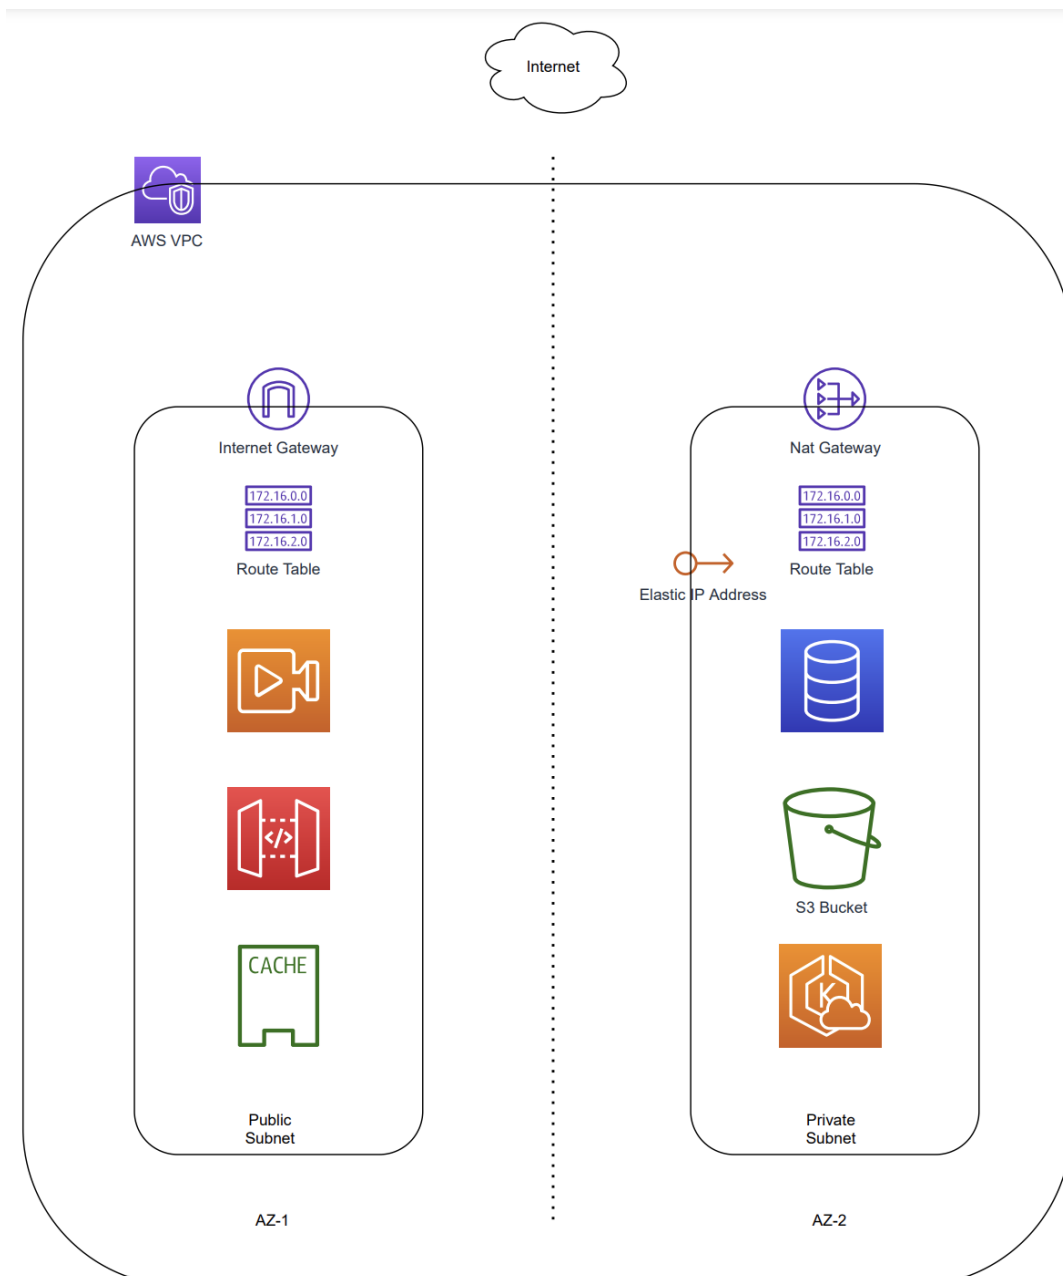 Internet
AWS VPC
Internet Gateway
172.16.0.0
172.16.1.0
172.16.2.0
Route Table
CACHE
Public
Subnet
AZ-1
Nat Gateway
172.16.0.0
172.16.1.0
172.16.2.0
Route Table
Elastic IP Address
S3 Bucket
K
Private
Subnet
AZ-2